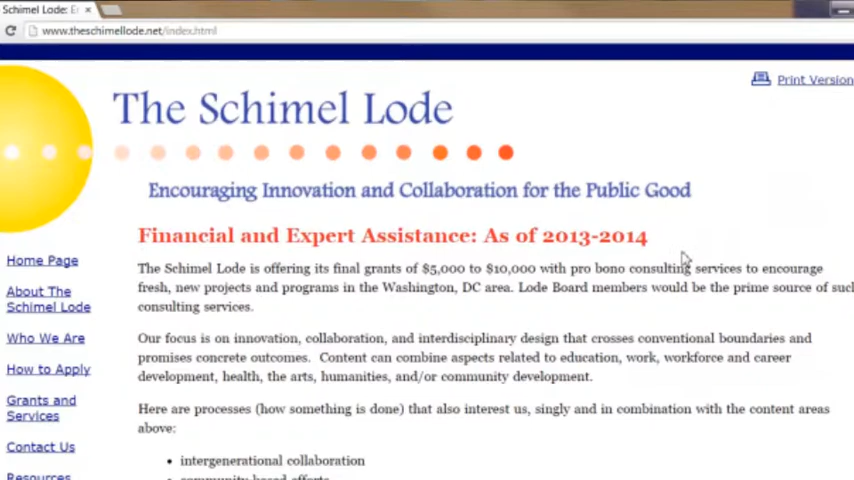 Schimel Lode: E
www.theschimellode.net/index.html
Print Version
The Schimel Lode
Encouraging Innovation and Collaboration for the Public Good
Financial and Expert Assistance: As of 2013-2014
Home Page
About The
Schimel Lode
Who We Are
How to Apply
Grants and
Services
Contact Us
Resources
The Schimel Lode is offering its final grants of $5,000 to $10,000 with pro bono consulting services to encourage
fresh, new projects and programs in the Washington, DC area. Lode Board members would be the prime source of such
consulting services.
Our focus is on innovation, collaboration, and interdisciplinary design that crosses conventional boundaries and
promises concrete outcomes. Content can combine aspects related to education, work, workforce and career
development, health, the arts, humanities, and/or community development.
Here are processes (how something is done) that also interest us, singly and in combination with the content areas
above:
• intergenerational collaboration
• community based efforts